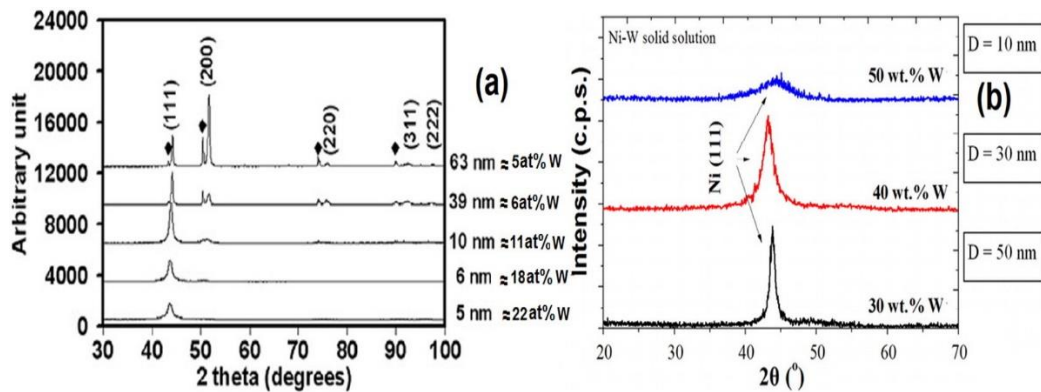 24000
20000
16000
12000
8000
4000
0
Arbitrary unit
(111)
(200)
(220)
(311)
(222)
(a)
63 nm ≈5at% W
39 nm ≈6at% W
10 nm ≈11at% W
6 nm ≈18at% W
5 nm ≈22at% W
30 40 50 60 70 80 90 100
2 theta (degrees)
Ni-W solid solution
Intensity (c.p.s.)
50 wt.% W
Ni (111)
40 wt.% W
30 wt.% W
(b)
D = 10 nm
D = 30 nm
D = 50 nm
20 30 40 50 60 70
2θ (°)